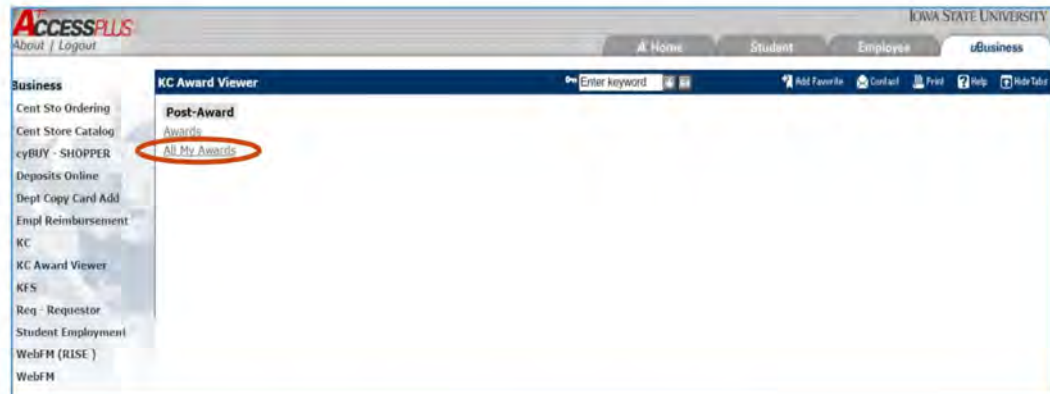 IOWA STATE UNIVERSITY
ACCESSPLUS
About / Logout
A Home
Student
Employee
uBusiness
Business
Cent Sto Ordering
Cent Store Catalog
cyBUY - SHOPPER
Deposits Online
Dept Copy Card Add
Empl Reimbursement
KC
KC Award Viewer
KFS
Req - Requestor
Student Employment
WebFM (RISE )
WebFM
KC Award Viewer
Enter keyword
Add Favorite
Contact
Print
Help
Hide Tabs
Post-Award
Awards
All My Awards